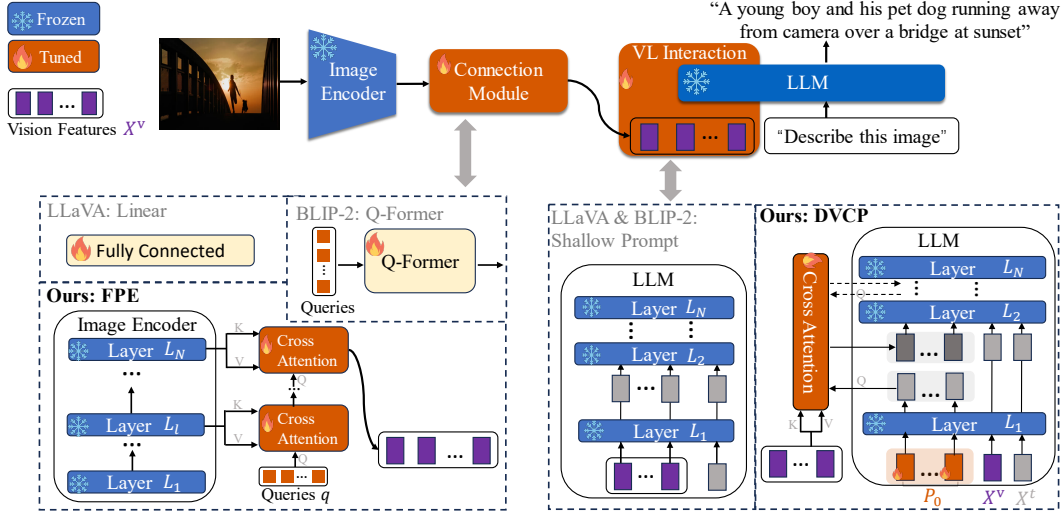 Frozen
Tuned
...
Vision Features X^v
Image
Encoder
Connection
Module
VL Interaction
LLM
...
"A young boy and his pet dog running away
from camera over a bridge at sunset"
"Describe this image"
LLaVA: Linear
Fully Connected
BLIP-2: Q-Former
Queries
Q-Former
Ours: FPE
Image Encoder
Layer L_N
...
Layer L_l
...
Layer L_1
K
V
Cross
Attention
Q
...
K
V
Cross
Attention
Q
...
Queries q
...
LLaVA & BLIP-2:
Shallow Prompt
LLM
Layer L_N
... ...
Layer L_2
...
Layer L_1
...
Ours: DVCP
LLM
Layer L_N
Q
... ...
Layer L_2
Cross Attention
...
Q
...
Layer L_1
K
V
...
...
P_0
X^v
X^t